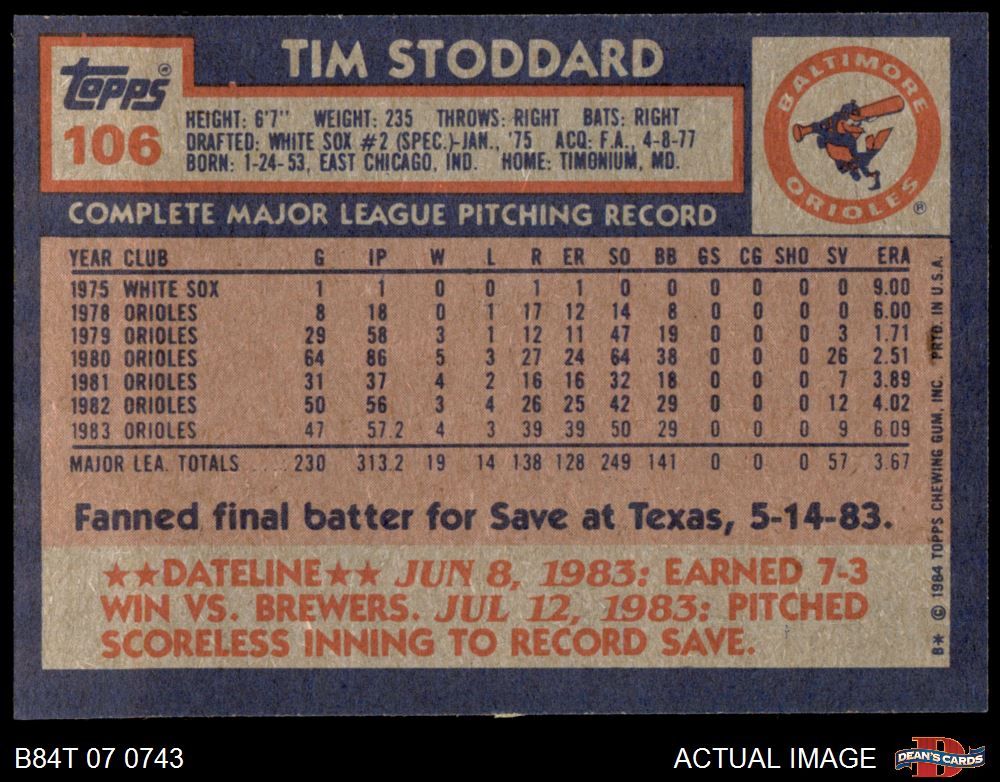 TIM STODDARD
Topps®
106
HEIGHT: 6'7" WEIGHT: 235 THROWS: RIGHT BATS: RIGHT
DRAFTED: WHITE SOX #2 (SPEC.)-JAN., '75 ACQ: F.A., 4-8-77
BORN: 1-24-53, EAST CHICAGO, IND. HOME: TIMONIUM, MD.
BALTIMORE
ORIOLES®
COMPLETE MAJOR LEAGUE PITCHING RECORD
YEAR CLUB G IP W L R ER SO BB GS CG SHO SV ERA
1975 WHITE SOX 1 1 0 0 1 1 0 0 0 0 0 0 9.00
1978 ORIOLES 8 18 0 1 17 12 14 8 0 0 0 0 6.00
1979 ORIOLES 29 58 3 1 12 11 47 19 0 0 0 3 1.71
1980 ORIOLES 64 86 5 3 27 24 64 38 0 0 0 26 2.51
1981 ORIOLES 31 37 4 2 16 16 32 18 0 0 0 7 3.89
1982 ORIOLES 50 56 3 4 26 25 42 29 0 0 0 12 4.02
1983 ORIOLES 47 57.2 4 3 39 39 50 29 0 0 0 9 6.09
MAJOR LEA. TOTALS .... 230 313.2 19 14 138 128 249 141 0 0 0 57 3.67
Fanned final batter for Save at Texas, 5-14-83.
★★DATELINE★★ JUN 8, 1983: EARNED 7-3
WIN VS. BREWERS. JUL 12, 1983: PITCHED
SCORELESS INNING TO RECORD SAVE.
B* © 1984 TOPPS CHEWING GUM, INC. PRTD. IN U.S.A.
B84T 07 0743
ACTUAL IMAGE
D
DEAN'S CARDS